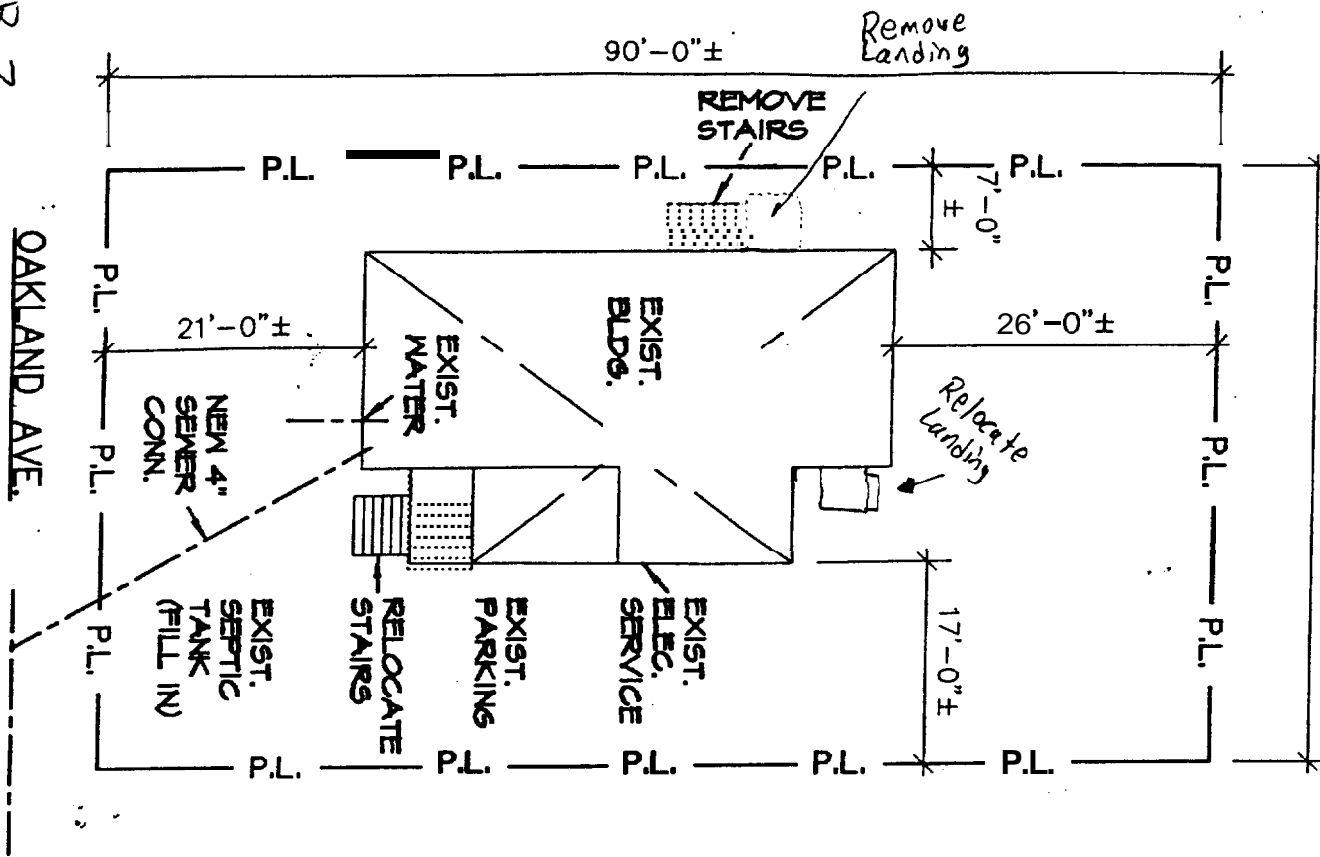 Remove
Landing
90'-0"±
REMOVE
STAIRS
P.L.
P.L.
P.L.
P.L.
P.L.
7'-0"
±
OAKLAND AVE.
P.L.
P.L.
21'-0"±
EXIST.
WATER
EXIST.
BLDG.
26'-0"±
Relocate
Landing
NEW 4"
SEWER
CONN.
P.L.
P.L.
EXIST.
SEPTIC
TANK
(FILL IN)
RELOCATE
STAIRS
EXIST.
PARKING
EXIST.
ELEC.
SERVICE
17'-0"±
P.L.
P.L.
P.L.
P.L.
P.L.
P.L.
P.L.